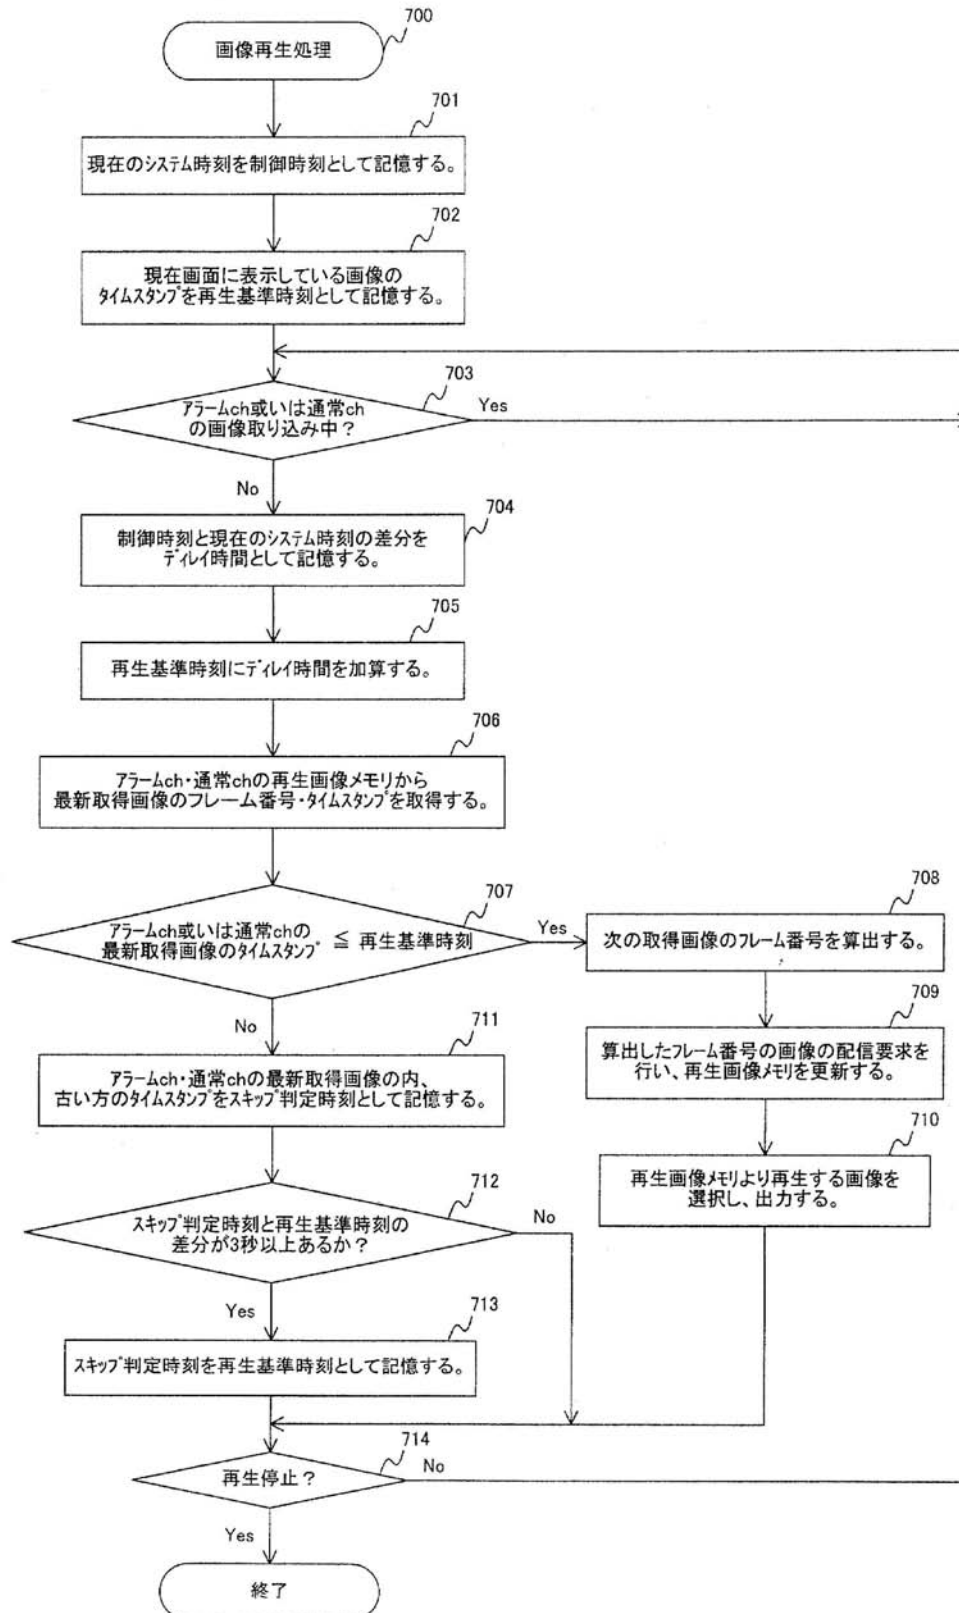 700
画像再生処理
701
現在のシステム時刻を制御時刻として記憶する。
702
現在画面に表示している画像の
タイムスタンプを再生基準時刻として記憶する。
703
アラームch或いは通常ch
の画像取り込み中？
Yes
No
704
制御時刻と現在のシステム時刻の差分を
ディレイ時間として記憶する。
705
再生基準時刻にディレイ時間を加算する。
706
アラームch・通常chの再生画像メモリから
最新取得画像のフレーム番号・タイムスタンプを取得する。
707
アラームch或いは通常chの
最新取得画像のタイムスタンプ ≦ 再生基準時刻
Yes
No
708
次の取得画像のフレーム番号を算出する。
709
算出したフレーム番号の画像の配信要求を
行い、再生画像メモリを更新する。
710
再生画像メモリより再生する画像を
選択し、出力する。
711
アラームch・通常chの最新取得画像の内、
古い方のタイムスタンプをスキップ判定時刻として記憶する。
712
スキップ判定時刻と再生基準時刻の
差分が3秒以上あるか？
No
Yes
713
スキップ判定時刻を再生基準時刻として記憶する。
714
再生停止？
No
Yes
終了